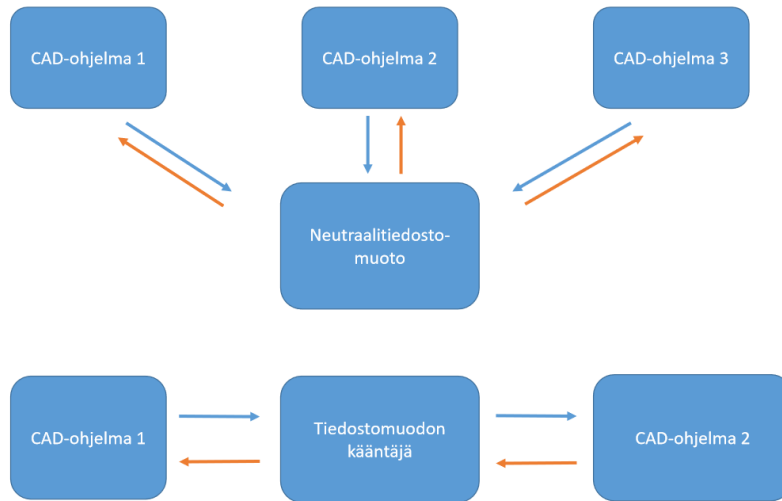 CAD-ohjelma 1
CAD-ohjelma 2
CAD-ohjelma 3
Neutraalitiedosto-
muoto
CAD-ohjelma 1
Tiedostomuodon
kääntäjä
CAD-ohjelma 2